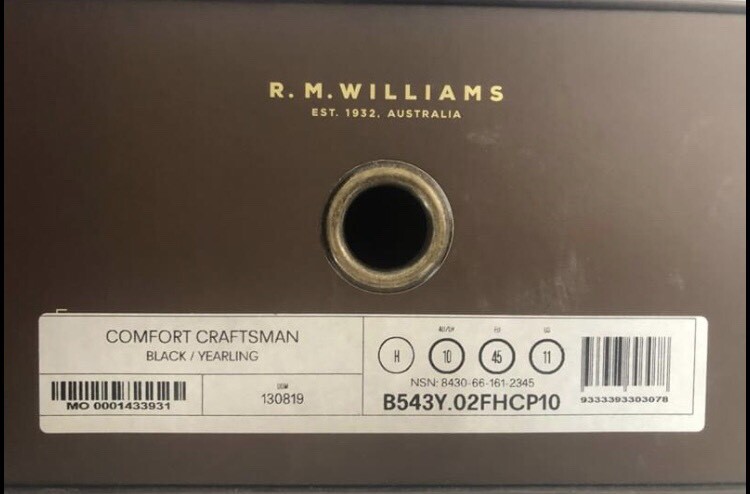 R. M. WILLIAMS
EST. 1932, AUSTRALIA
COMFORT CRAFTSMAN
BLACK / YEARLING
MO 0001433931
130819
H 10 45 11
NSN: 8430-66-161-2345
B543Y.02FHCP10
9333393303078